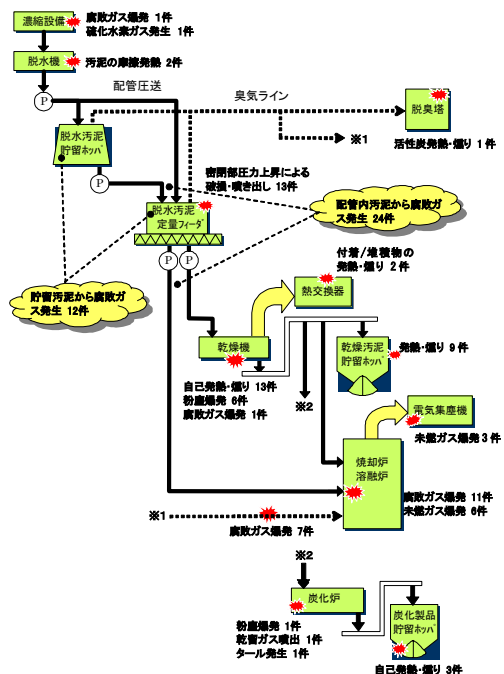 濃縮設備
腐敗ガス爆発 1件
硫化水素ガス発生 1件
脱水機
汚泥の摩擦発熱 2件
P
配管圧送
臭気ライン
脱臭塔
※1
活性炭発熱・燻り 1件
脱水汚泥
貯留ホッパ
P
密閉部圧力上昇による
破損・噴き出し 13件
配管内汚泥から腐敗ガ
ス発生 24件
脱水汚泥
定量フィーダ
P
P
貯留汚泥から腐敗ガ
ス発生 12件
付着/堆積物の
発熱・燻り 2件
熱交換器
乾燥機
自己発熱・燻り 13件
粉塵爆発 6件
腐敗ガス爆発 1件
乾燥汚泥
貯留ホッパ
発熱・燻り 9件
※2
電気集塵機
未燃ガス爆発 3件
焼却炉
溶融炉
腐敗ガス爆発 11件
未燃ガス爆発 6件
※1
腐敗ガス爆発 7件
※2
炭化炉
粉塵爆発 1件
乾留ガス噴出 1件
タール発生 1件
炭化製品
貯留ホッパ
自己発熱・燻り 3件